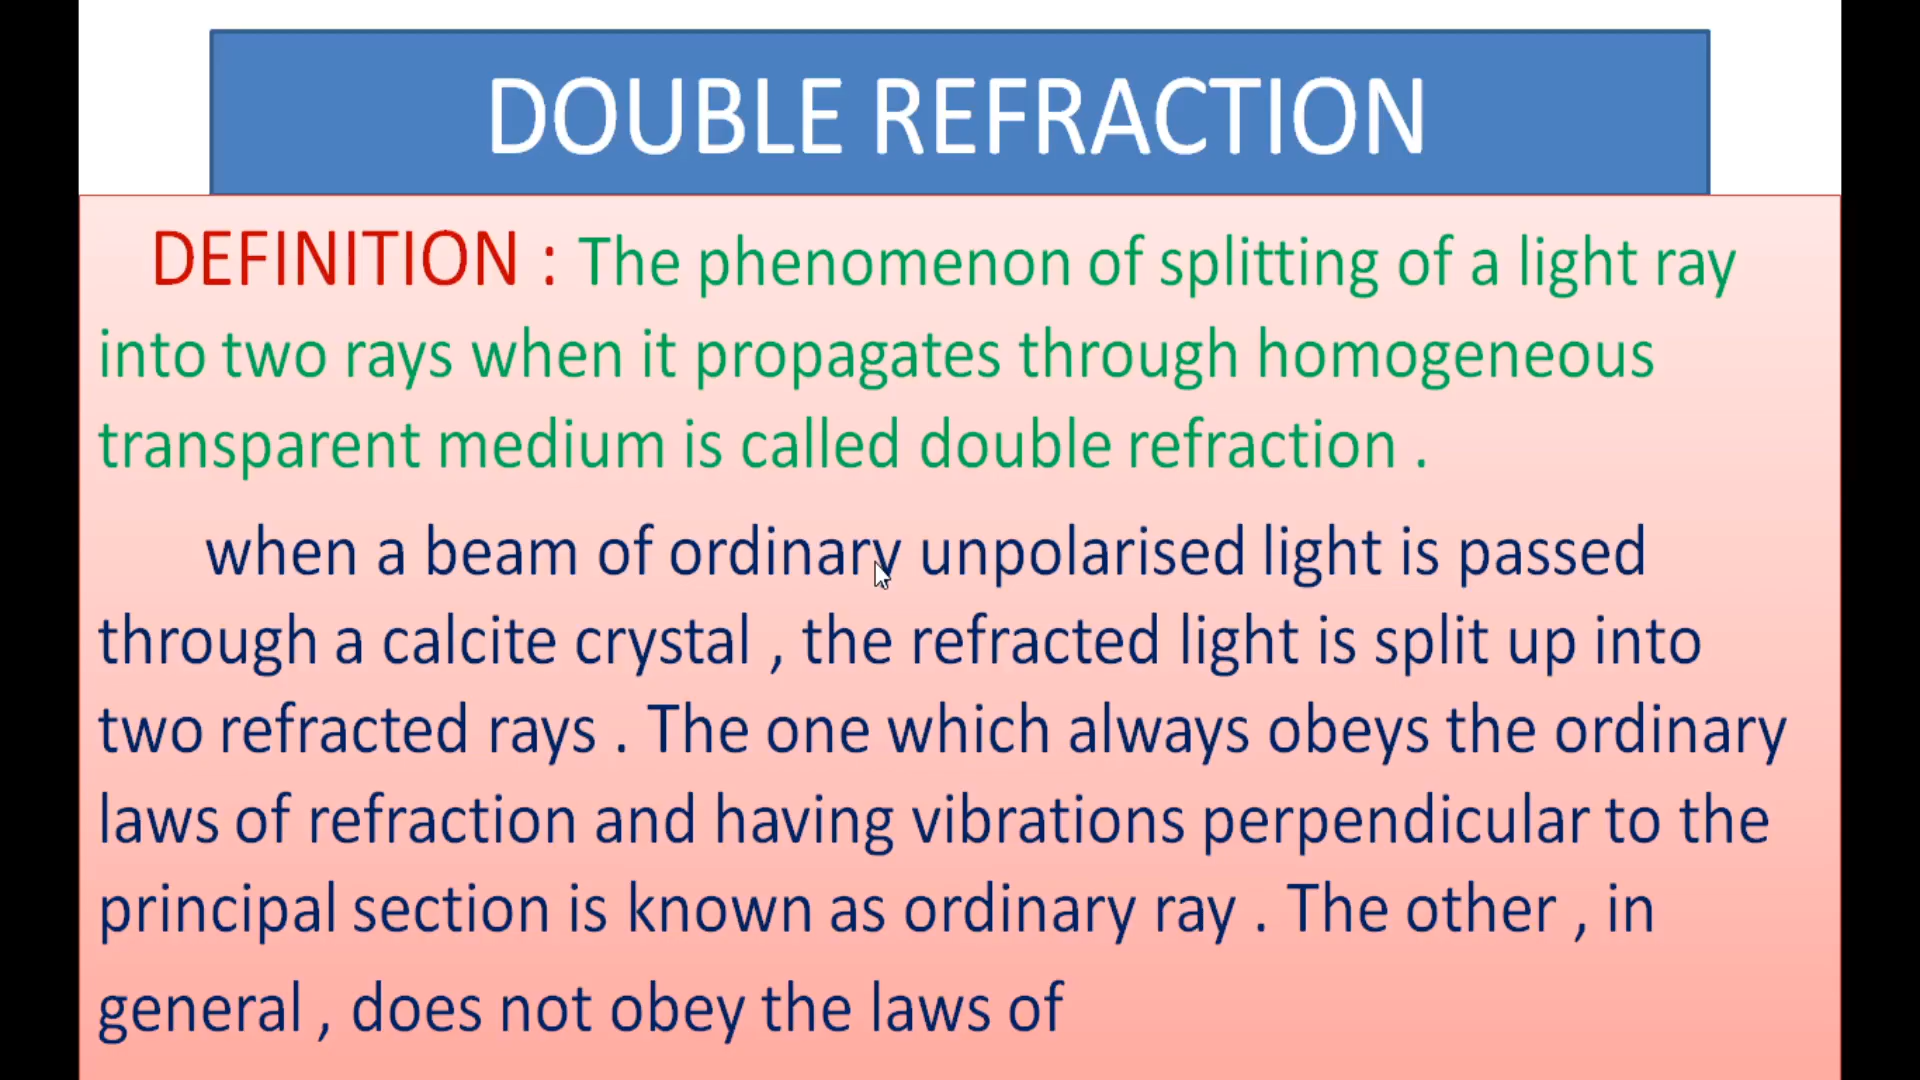 DOUBLE REFRACTION
DEFINITION : The phenomenon of splitting of a light ray
into two rays when it propagates through homogeneous
transparent medium is called double refraction .
when a beam of ordinary unpolarised light is passed
through a calcite crystal , the refracted light is split up into
two refracted rays . The one which always obeys the ordinary
laws of refraction and having vibrations perpendicular to the
principal section is known as ordinary ray . The other , in
general , does not obey the laws of